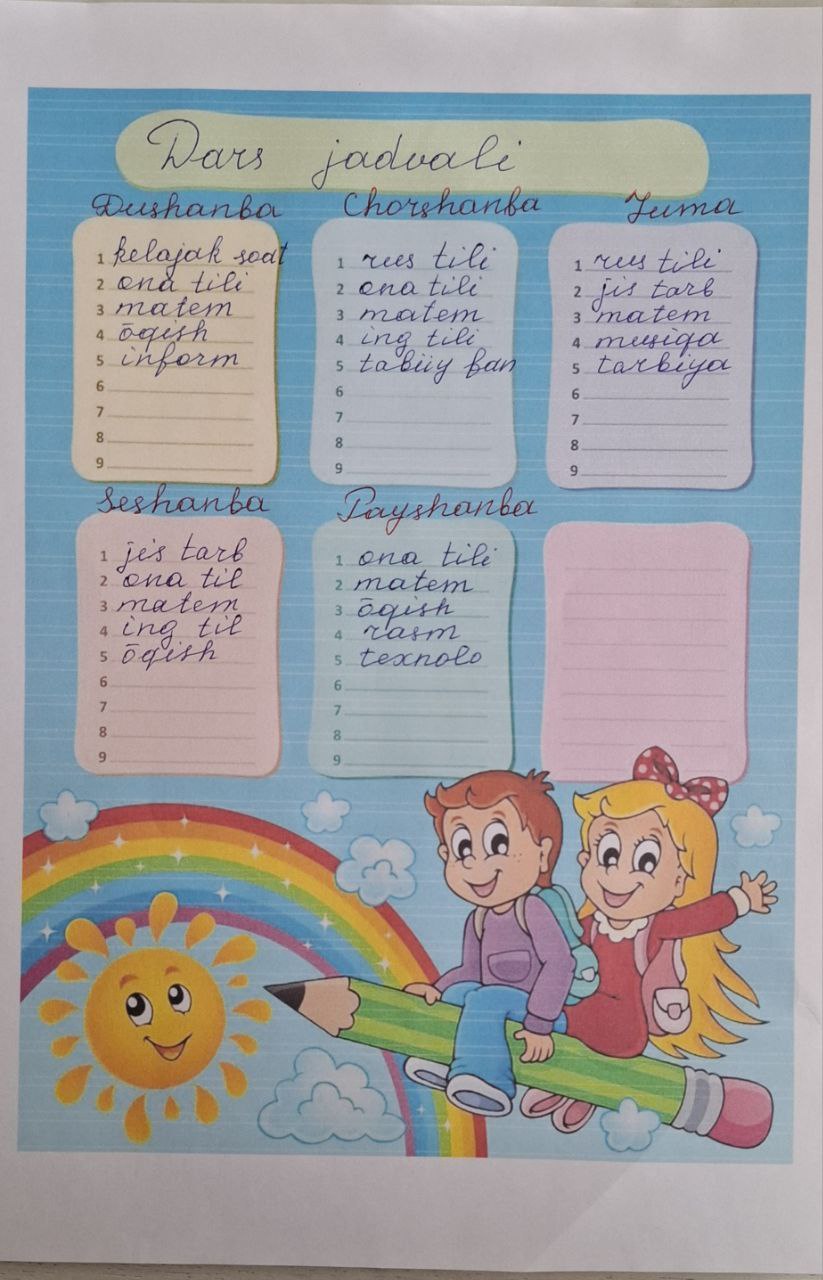 Dars jadvali
Dushanba
1 kelajak soat
2 ona tili
3 matem
4 ōqish
5 inform
6
7
8
9
Chorshanba
1 rus tili
2 ona tili
3 matem
4 ing tili
5 tabiiy fan
6
7
8
9
Juma
1 rus tili
2 jis tarb
3 matem
4 musiqa
5 tarbiya
6
7
8
9
Seshanba
1 jis tarb
2 ona til
3 matem
4 ing til
5 ōqish
6
7
8
9
Payshanba
1 ona tili
2 matem
3 ōqish
4 rasm
5 texnolo
6
7
8
9